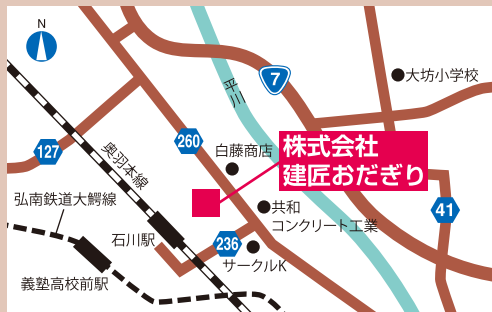 N
7
平川
大坊小学校
127
260
白藤商店
株式会社
建匠おだぎり
奥羽本線
弘南鉄道大鰐線
共和
コンクリート工業
41
石川駅
236
サークルK
義塾高校前駅